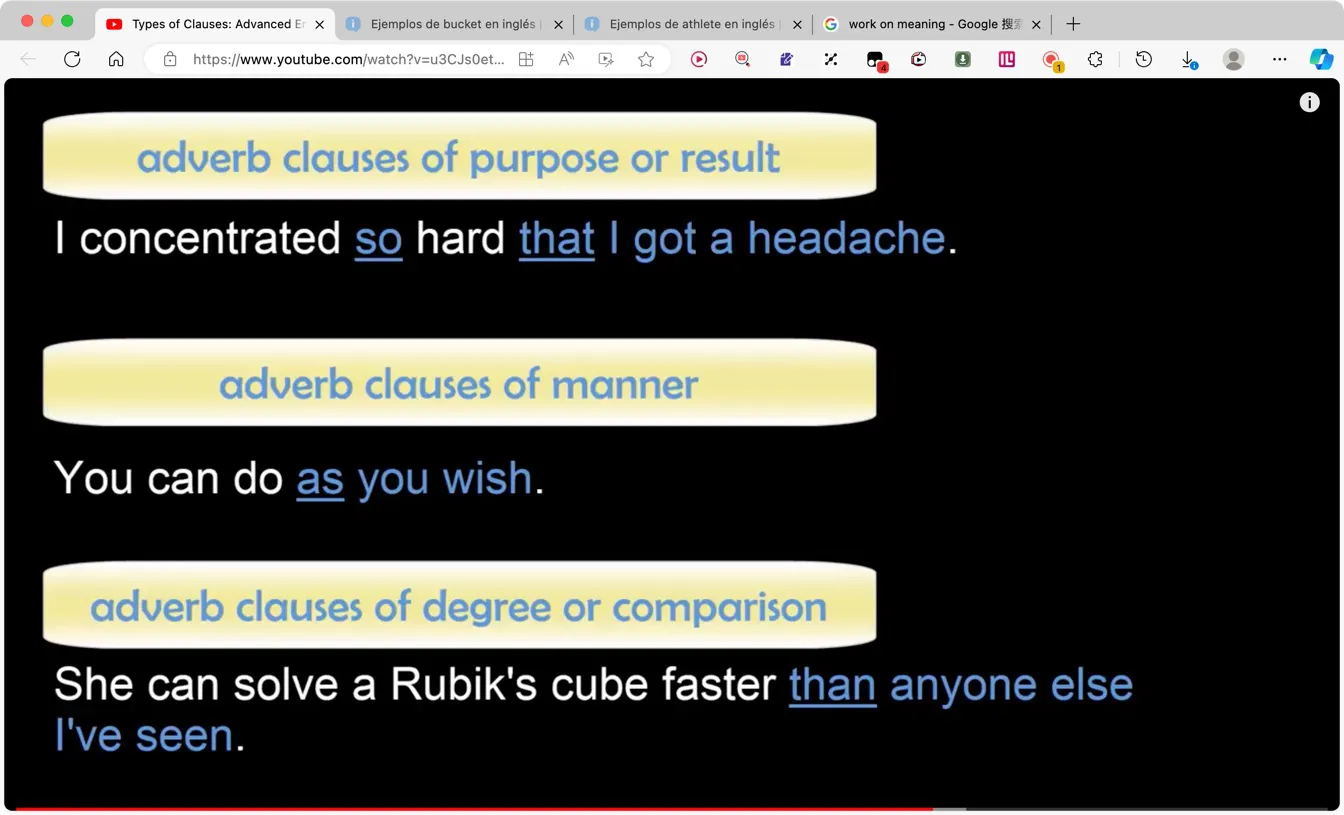 Types of Clauses: Advanced Er
Ejemplos de bucket en inglés
Ejemplos de athlete en inglés
work on meaning - Google 搜索
https://www.youtube.com/watch?v=u3CJs0et...
4
1
adverb clauses of purpose or result
I concentrated so hard that I got a headache.
adverb clauses of manner
You can do as you wish.
adverb clauses of degree or comparison
She can solve a Rubik's cube faster than anyone else
I've seen.